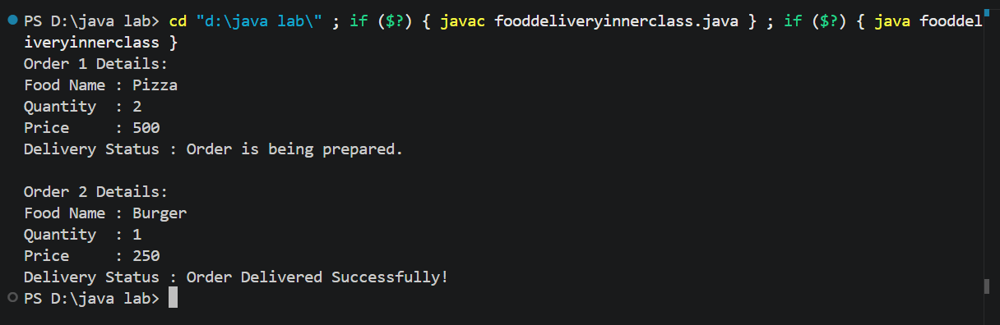 PS D:\java lab> cd "d:\java lab\" ; if ($?) { javac fooddeliveryinnerclass.java } ; if ($?) { java fooddel
iveryinnerclass }
Order 1 Details:
Food Name : Pizza
Quantity  : 2
Price     : 500
Delivery Status : Order is being prepared.

Order 2 Details:
Food Name : Burger
Quantity  : 1
Price     : 250
Delivery Status : Order Delivered Successfully!
PS D:\java lab>